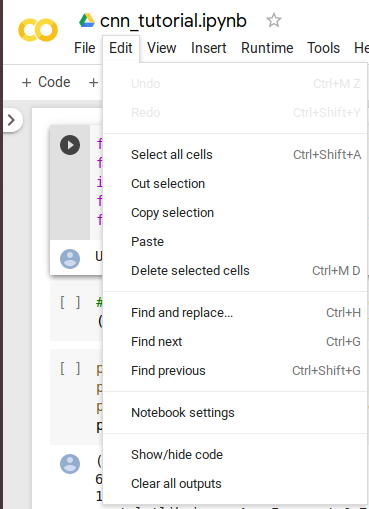 cnn_tutorial.ipynb
File Edit View Insert Runtime Tools He
+ Code +
Undo Ctrl+M Z
Redo Ctrl+Shift+Y
Select all cells Ctrl+Shift+A
Cut selection
Copy selection
Paste
Delete selected cells Ctrl+M D
Find and replace... Ctrl+H
Find next Ctrl+G
Find previous Ctrl+Shift+G
Notebook settings
Show/hide code
Clear all outputs
f
f
i
f
f
U
[ ] #
(
[ ] p
p
p
p
(
6
1